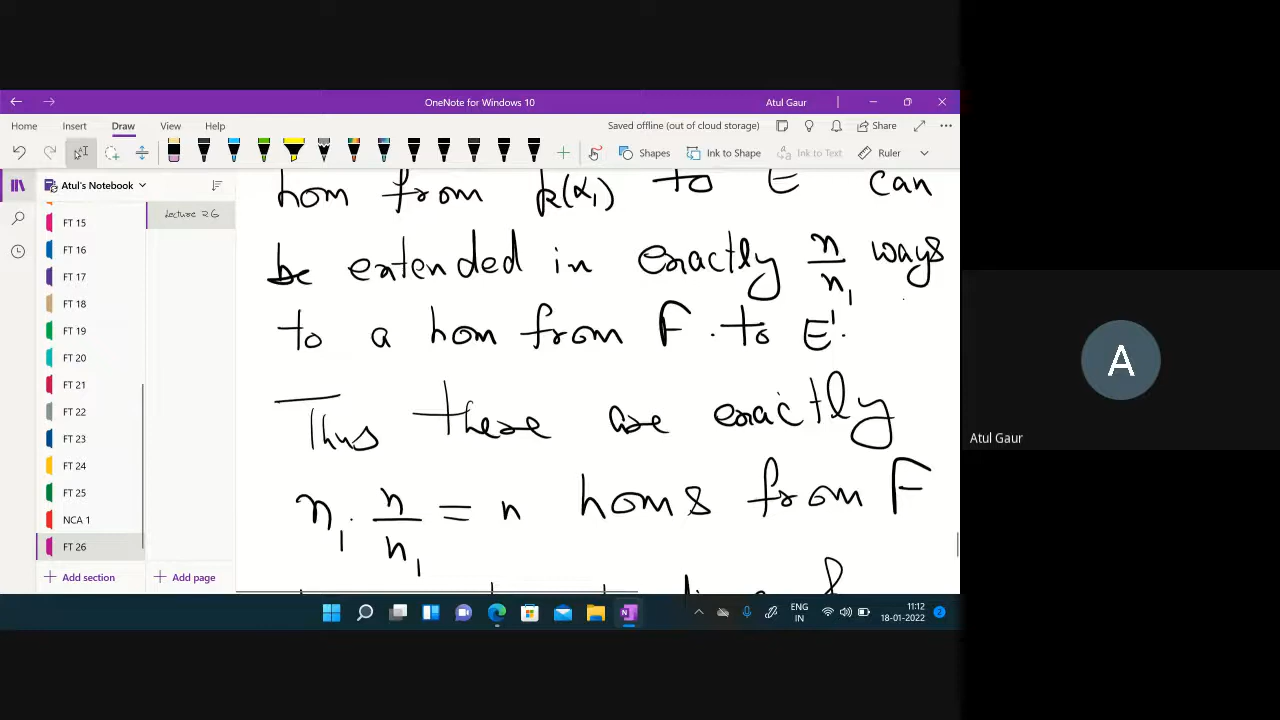 OneNote for Windows 10
Atul Gaur
Home
Insert
Draw
View
Help
Saved offline (out of cloud storage)
Share
Shapes
Ink to Shape
Ink to Text
Ruler
Atul's Notebook
Lecture 26
FT 15
FT 16
FT 17
FT 18
FT 19
FT 20
FT 21
FT 22
FT 23
FT 24
FT 25
NCA 1
FT 26
Add section
Add page
hom from k(α₁) to E can
be extended in exactly n/n₁ ways
to a hom from F to E'.
Thus there are exactly
n₁ . n/n₁ = n homs from F
A
Atul Gaur
ENG
IN
11:12
18-01-2022
2